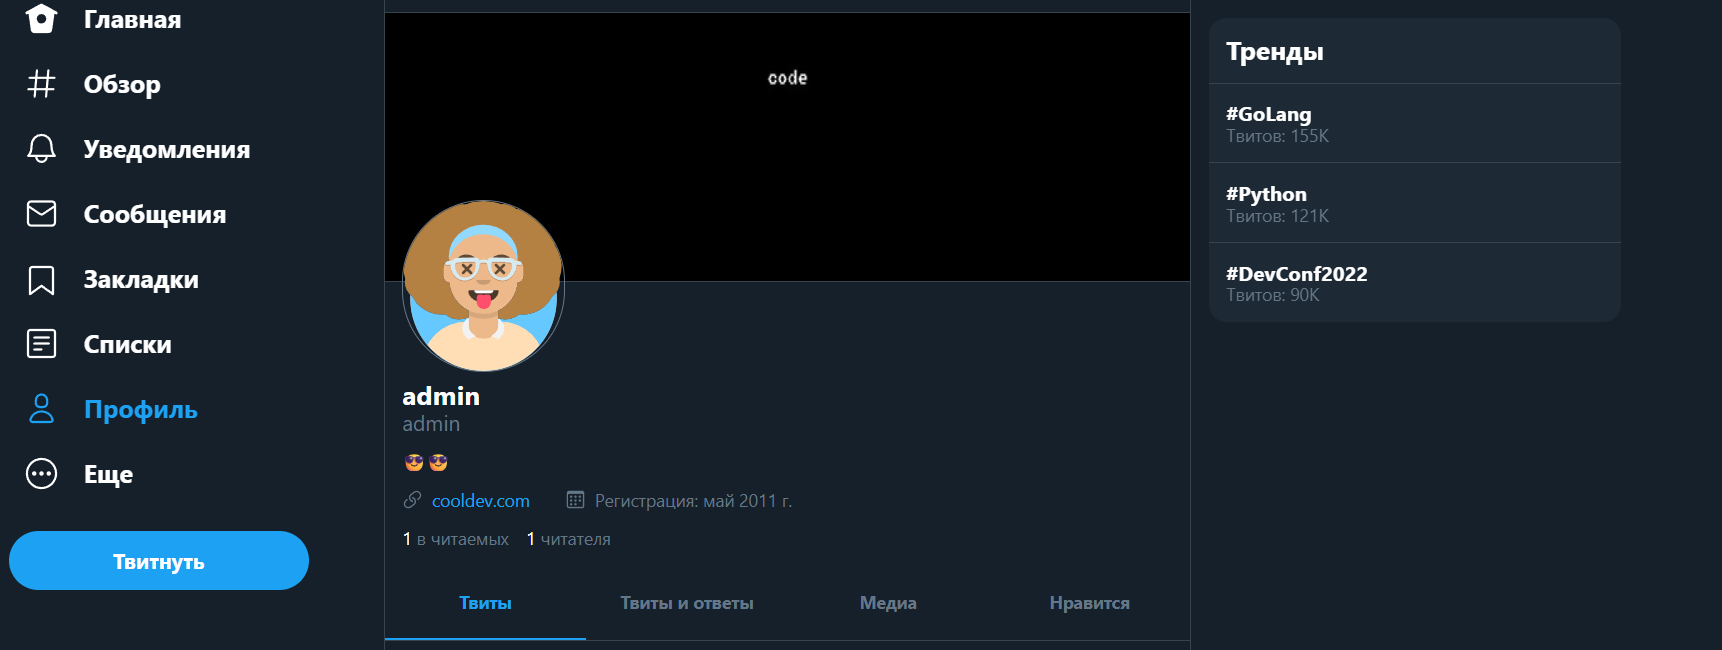 Главная
Обзор
Уведомления
Сообщения
Закладки
Списки
Профиль
Еще
Твитнуть
code
admin
admin
cooldev.com Регистрация: май 2011 г.
1 в читаемых 1 читателя
Твиты Твиты и ответы Медиа Нравится
Тренды
#GoLang
Твитов: 155K
#Python
Твитов: 121K
#DevConf2022
Твитов: 90K